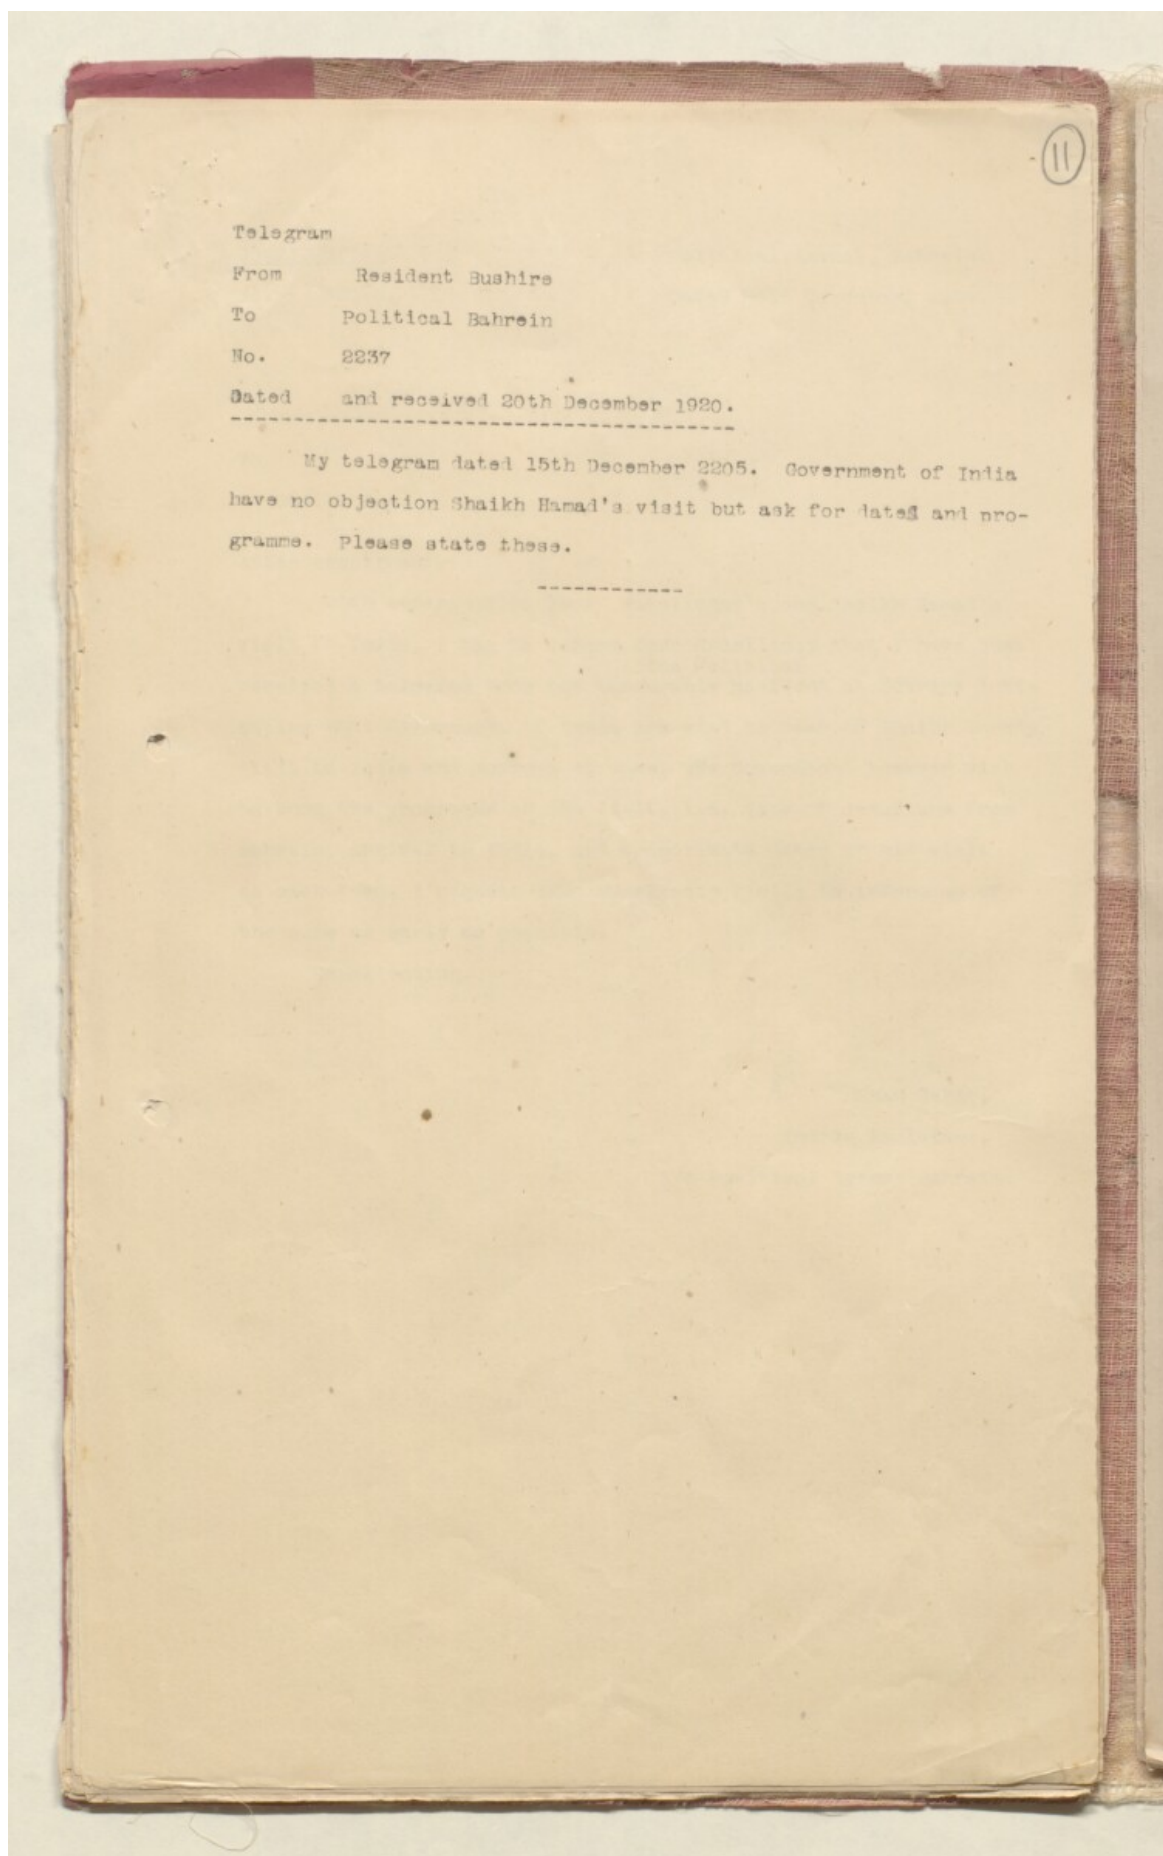 11
Telegram
From Resident Bushire
To Political Bahrein
No. 2237
Dated and received 20th December 1920.
My telegram dated 15th December 2205. Government of India
have no objection Shaikh Hamad's visit but ask for dates and pro-
gramme. Please state these.